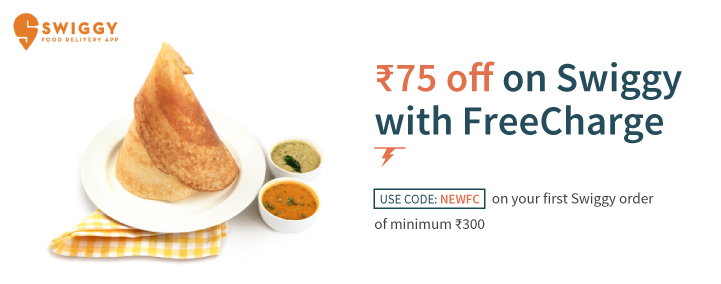 SWIGGY
FOOD DELIVERY APP
₹75 off on Swiggy
with FreeCharge
USE CODE: NEWFC on your first Swiggy order
of minimum ₹300